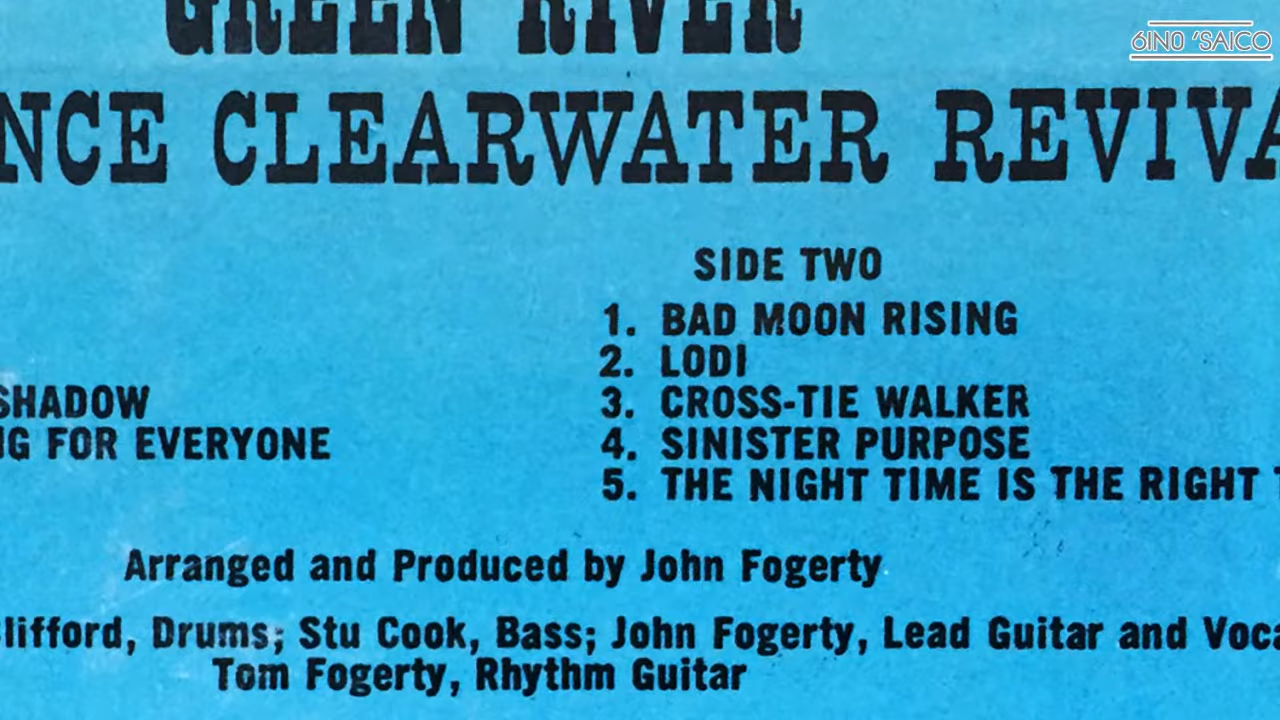 GREEN RIVER
6IN0 'SAICO
NCE CLEARWATER REVIVA
SIDE TWO
1. BAD MOON RISING
2. LODI
SHADOW
3. CROSS-TIE WALKER
G FOR EVERYONE
4. SINISTER PURPOSE
5. THE NIGHT TIME IS THE RIGHT T
Arranged and Produced by John Fogerty
lifford, Drums; Stu Cook, Bass; John Fogerty, Lead Guitar and Voca
Tom Fogerty, Rhythm Guitar